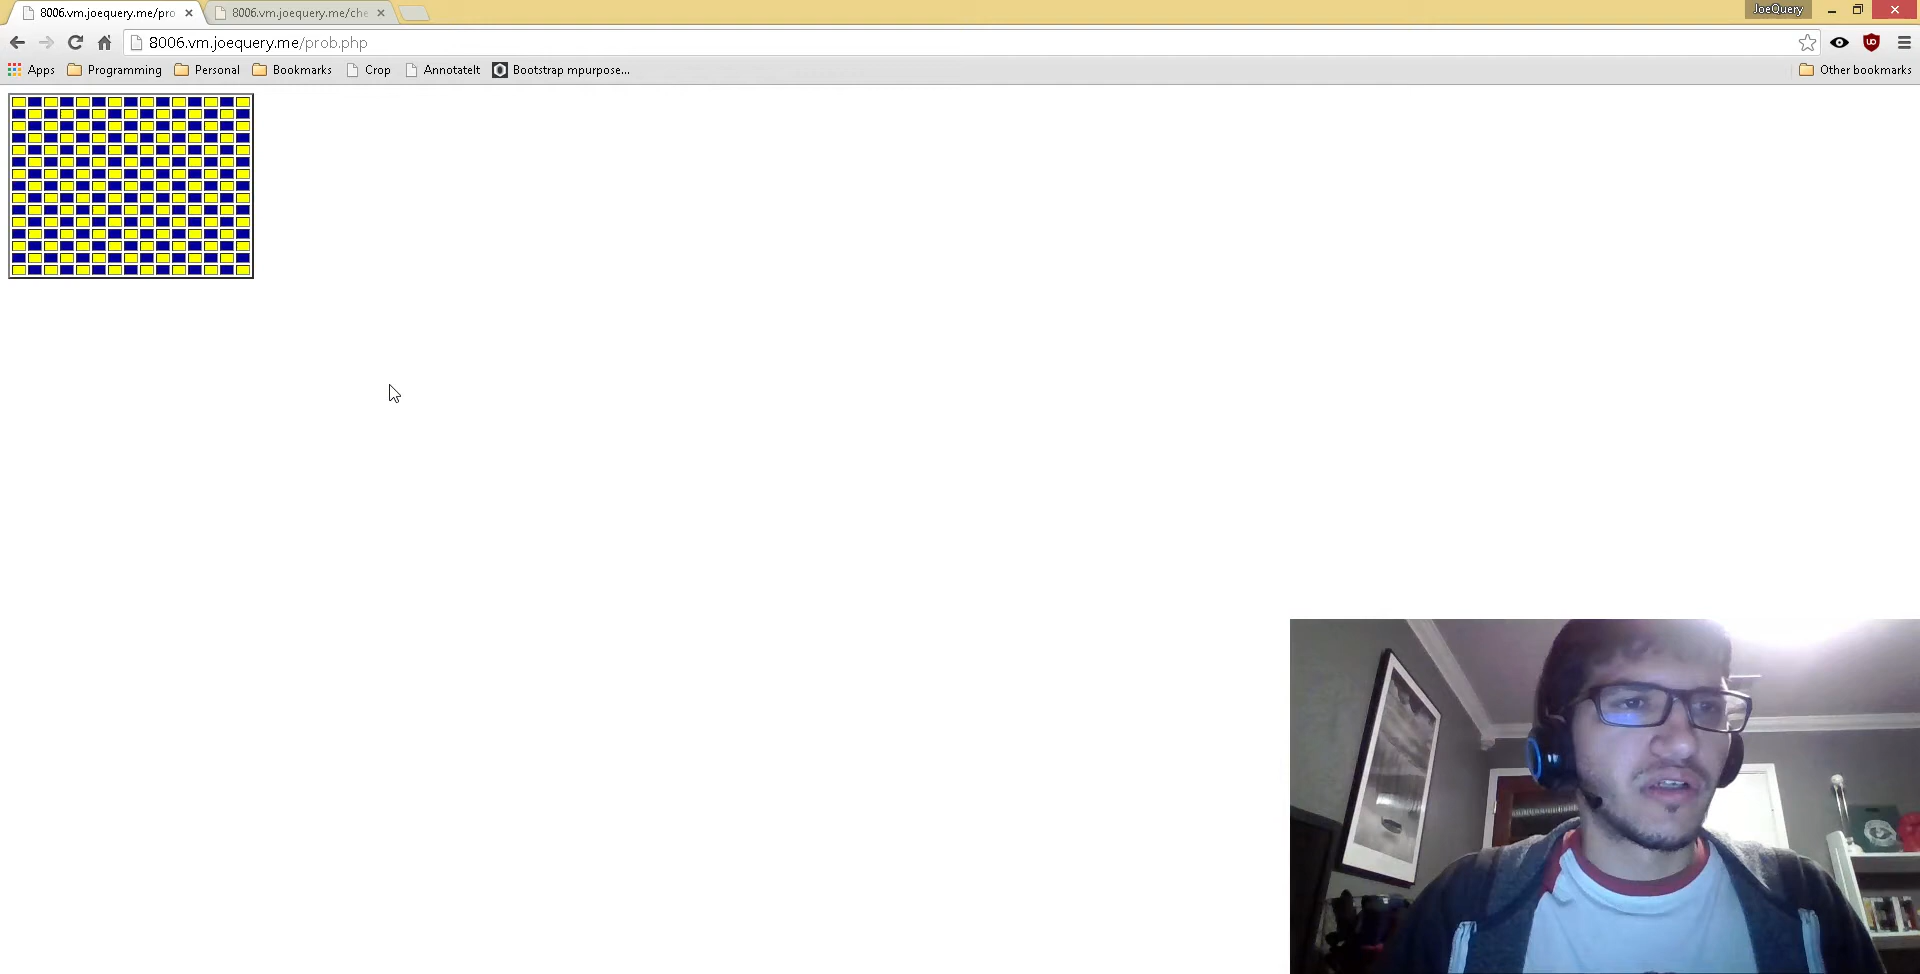 8006.vm.joequery.me/pro
8006.vm.joequery.me/che
JoeQuery
8006.vm.joequery.me/prob.php
Apps
Programming
Personal
Bookmarks
Crop
AnnotateIt
Bootstrap mpurpose...
Other bookmarks